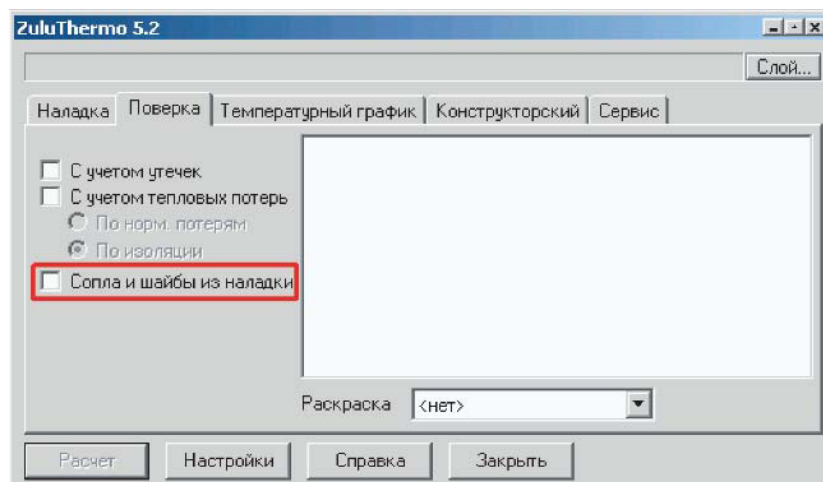 ZuluThermo 5.2
Слой...
Наладка Поверка Температурный график Конструкторский Сервис
С учетом утечек
С учетом тепловых потерь
По норм. потерям
По изоляции
Сопла и шайбы из наладки
Раскраска <нет>
Расчет Настройки Справка Закрыть